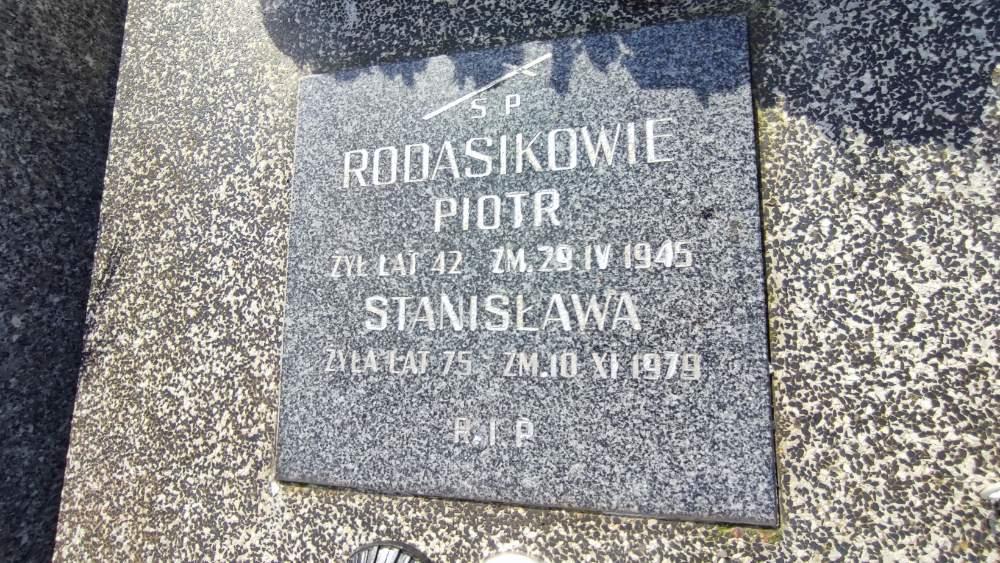 S P
RODASIKOWIE
PIOTR
ŻYŁ LAT 42 ZM. 29 IV 1945
STANISŁAWA
ŻYŁA LAT 75 ZM. 10 XI 1979
R. I P